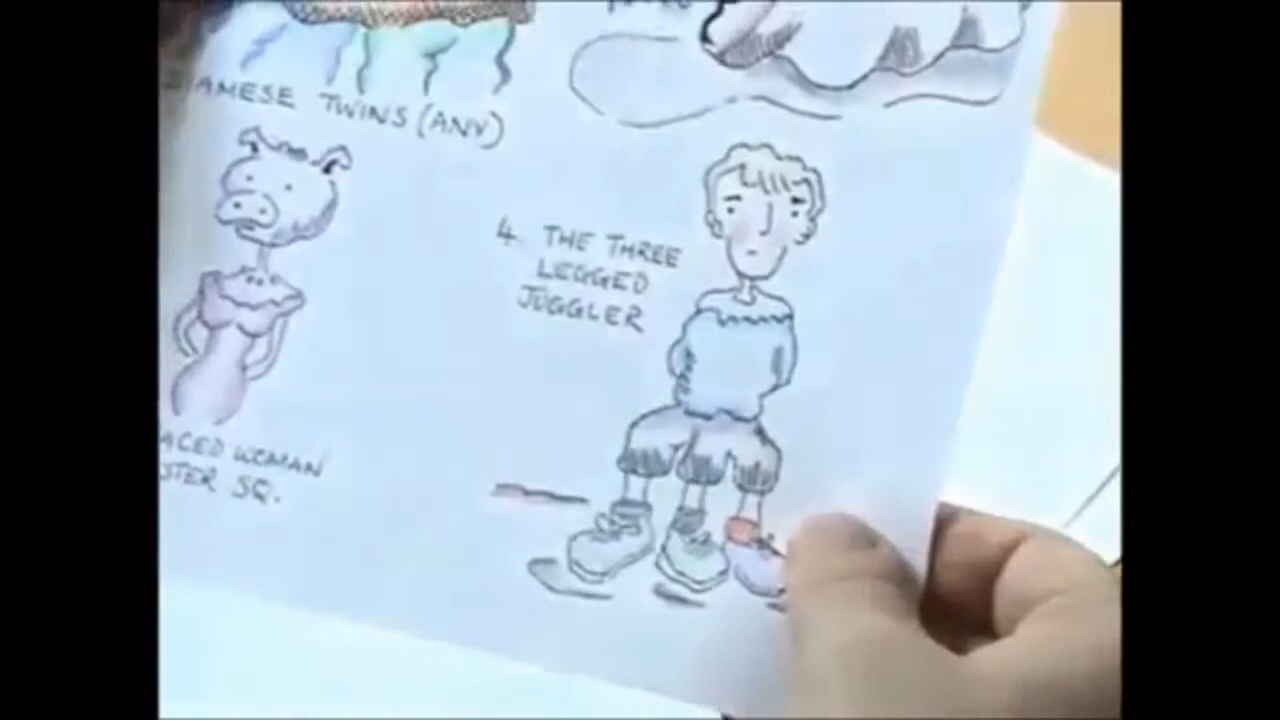 AMESE TWINS (ANY)
4. THE THREE
LEGGED
JUGGLER
ACED WOMAN
STER SQ.